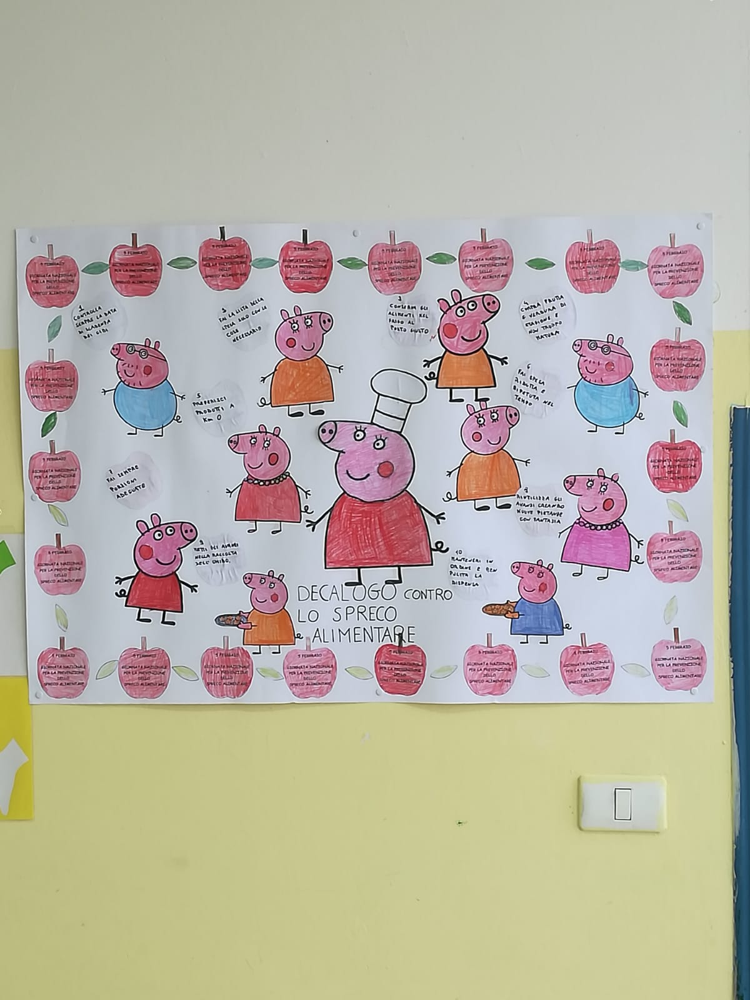 5 FEBBRAIO
GIORNATA NAZIONALE
PER LA PREVENZIONE
DELLO
SPRECO ALIMENTARE
5 FEBBRAIO
GIORNATA NAZIONALE
PER LA PREVENZIONE
DELLO
SPRECO ALIMENTARE
5 FEBBRAIO
GIORNATA NAZIONALE
PER LA PREVENZIONE
DELLO
SPRECO ALIMENTARE
5 FEBBRAIO
GIORNATA NAZIONALE
PER LA PREVENZIONE
DELLO
SPRECO ALIMENTARE
5 FEBBRAIO
GIORNATA NAZIONALE
PER LA PREVENZIONE
DELLO
SPRECO ALIMENTARE
5 FEBBRAIO
GIORNATA NAZIONALE
PER LA PREVENZIONE
DELLO
SPRECO ALIMENTARE
5 FEBBRAIO
GIORNATA NAZIONALE
PER LA PREVENZIONE
DELLO
SPRECO ALIMENTARE
5 FEBBRAIO
GIORNATA NAZIONALE
PER LA PREVENZIONE
DELLO
SPRECO ALIMENTARE
1
CONTROLLA
SEMPRE LA DATA
DI SCADENZA
DEI CIBI
FAI LA LISTA DELLA
SPESA SOLO CON LE
COSE
NECESSARIE
3
CONSERVA GLI
ALIMENTI NEL
FRIGO AL
POSTO GIUSTO
4
COMPRA FRUTTA
E VERDURA DI
STAGIONE E
NON TROPPO
MATURA
5
PREFERISCI
PRODOTTI A
KM 0
6
FAI SPESA
RIDOTTA E
RIPETUTA NEL
TEMPO
7
FAI SEMPRE
PORZIONI
ADEGUATE
8
RIUTILIZZA GLI
AVANZI CREANDO
NUOVE PIETANZE
CON FANTASIA
9
METTI GLI AVANZI
NELLA RACCOLTA
DELL'UMIDO.
10
MANTENERE IN
ORDINE E BEN
PULITA LA
DISPENSA
DECALOGO CONTRO
LO SPRECO
ALIMENTARE
5 FEBBRAIO
GIORNATA NAZIONALE
PER LA PREVENZIONE
DELLO
SPRECO ALIMENTARE
5 FEBBRAIO
GIORNATA NAZIONALE
PER LA PREVENZIONE
DELLO
SPRECO ALIMENTARE
5 FEBBRAIO
GIORNATA NAZIONALE
PER LA PREVENZIONE
DELLO
SPRECO ALIMENTARE
5 FEBBRAIO
GIORNATA NAZIONALE
PER LA PREVENZIONE
DELLO
SPRECO ALIMENTARE
5 FEBBRAIO
GIORNATA NAZIONALE
PER LA PREVENZIONE
DELLO
SPRECO ALIMENTARE
5 FEBBRAIO
GIORNATA NAZIONALE
PER LA PREVENZIONE
DELLO
SPRECO ALIMENTARE
5 FEBBRAIO
GIORNATA NAZIONALE
PER LA PREVENZIONE
DELLO
SPRECO ALIMENTARE
5 FEBBRAIO
GIORNATA NAZIONALE
PER LA PREVENZIONE
DELLO
SPRECO ALIMENTARE
5 FEBBRAIO
GIORNATA NAZIONALE
PER LA PREVENZIONE
DELLO
SPRECO ALIMENTARE
5 FEBBRAIO
GIORNATA NAZIONALE
PER LA PREVENZIONE
DELLO
SPRECO ALIMENTARE
5 FEBBRAIO
GIORNATA NAZIONALE
PER LA PREVENZIONE
DELLO
SPRECO ALIMENTARE
5 FEBBRAIO
GIORNATA NAZIONALE
PER LA PREVENZIONE
DELLO
SPRECO ALIMENTARE
5 FEBBRAIO
GIORNATA NAZIONALE
PER LA PREVENZIONE
DELLO
SPRECO ALIMENTARE
5 FEBBRAIO
GIORNATA NAZIONALE
PER LA PREVENZIONE
DELLO
SPRECO ALIMENTARE